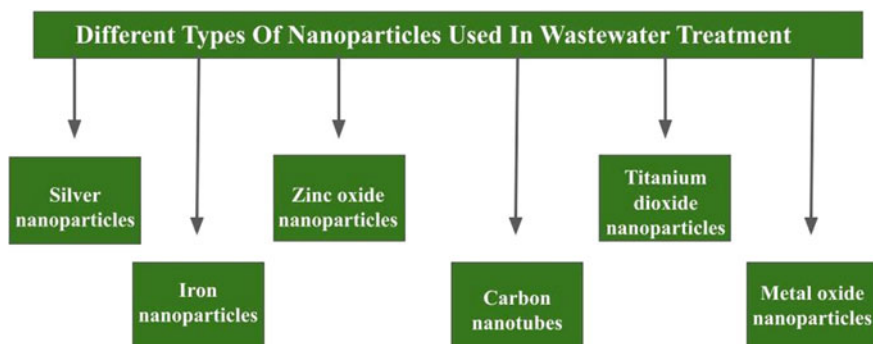 Different Types Of Nanoparticles Used In Wastewater Treatment
Silver
nanoparticles
Iron
nanoparticles
Zinc oxide
nanoparticles
Carbon
nanotubes
Titanium
dioxide
nanoparticles
Metal oxide
nanoparticles